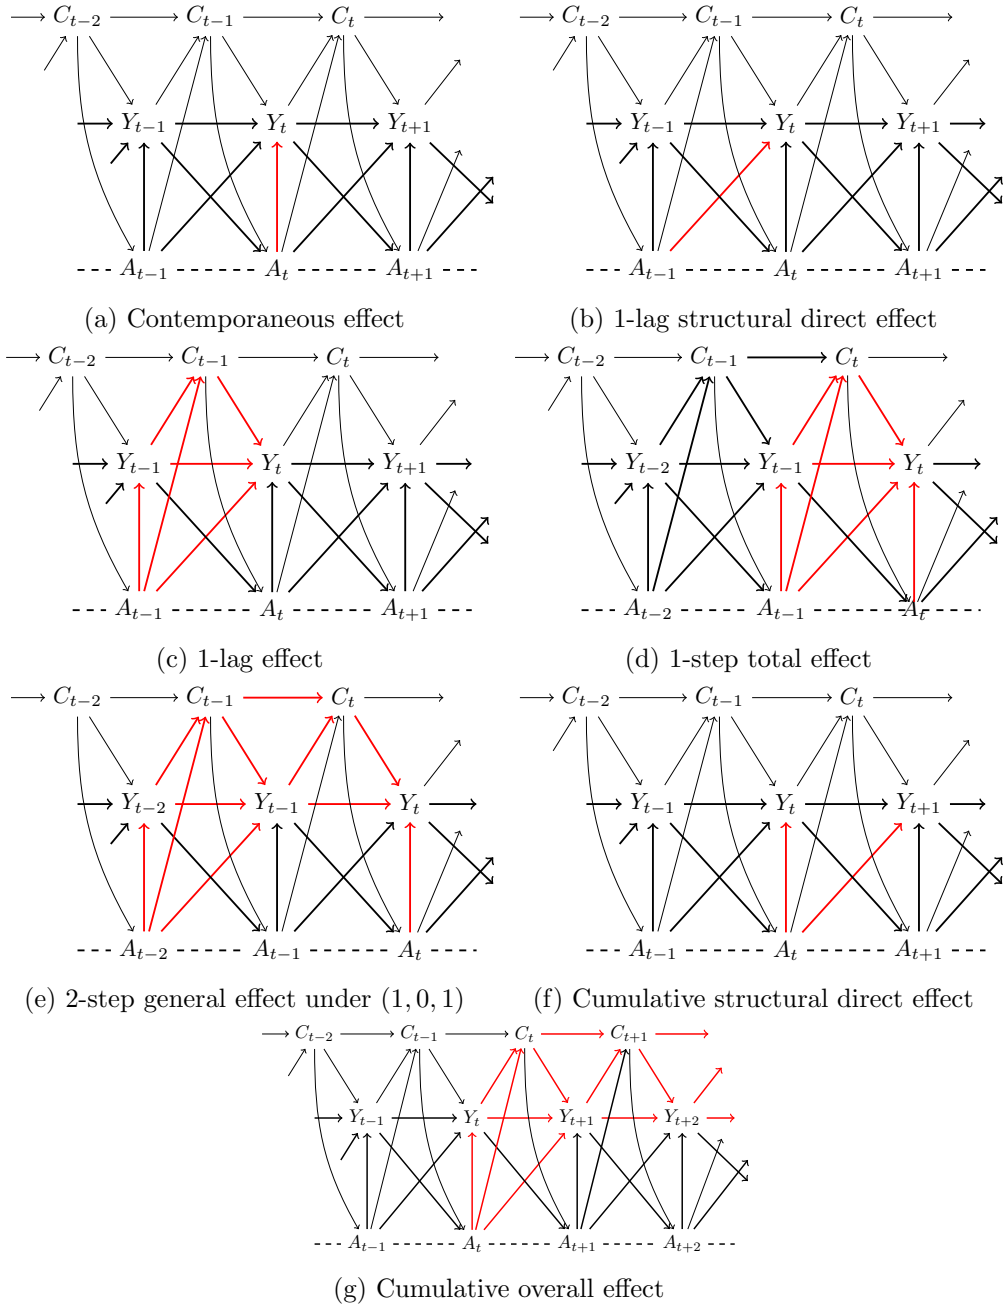 C_{t−2} C_{t−1} C_t C_{t−2} C_{t−1} C_t
Y_{t−1} Y_t Y_{t+1} Y_{t−1} Y_t Y_{t+1}
A_{t−1} A_t A_{t+1} A_{t−1} A_t A_{t+1}
(a) Contemporaneous effect
(b) 1-lag structural direct effect
C_{t−2} C_{t−1} C_t C_{t−2} C_{t−1} C_t
Y_{t−1} Y_t Y_{t+1} Y_{t−2} Y_{t−1} Y_t
A_{t−1} A_t A_{t+1} A_{t−2} A_{t−1} A_t
(c) 1-lag effect
(d) 1-step total effect
C_{t−2} C_{t−1} C_t C_{t−2} C_{t−1} C_t
Y_{t−2} Y_{t−1} Y_t Y_{t−1} Y_t Y_{t+1}
A_{t−2} A_{t−1} A_t A_{t−1} A_t A_{t+1}
(e) 2-step general effect under (1, 0, 1)
(f) Cumulative structural direct effect
C_{t−2} C_{t−1} C_t C_{t+1}
Y_{t−1} Y_t Y_{t+1} Y_{t+2}
A_{t−1} A_t A_{t+1} A_{t+2}
(g) Cumulative overall effect